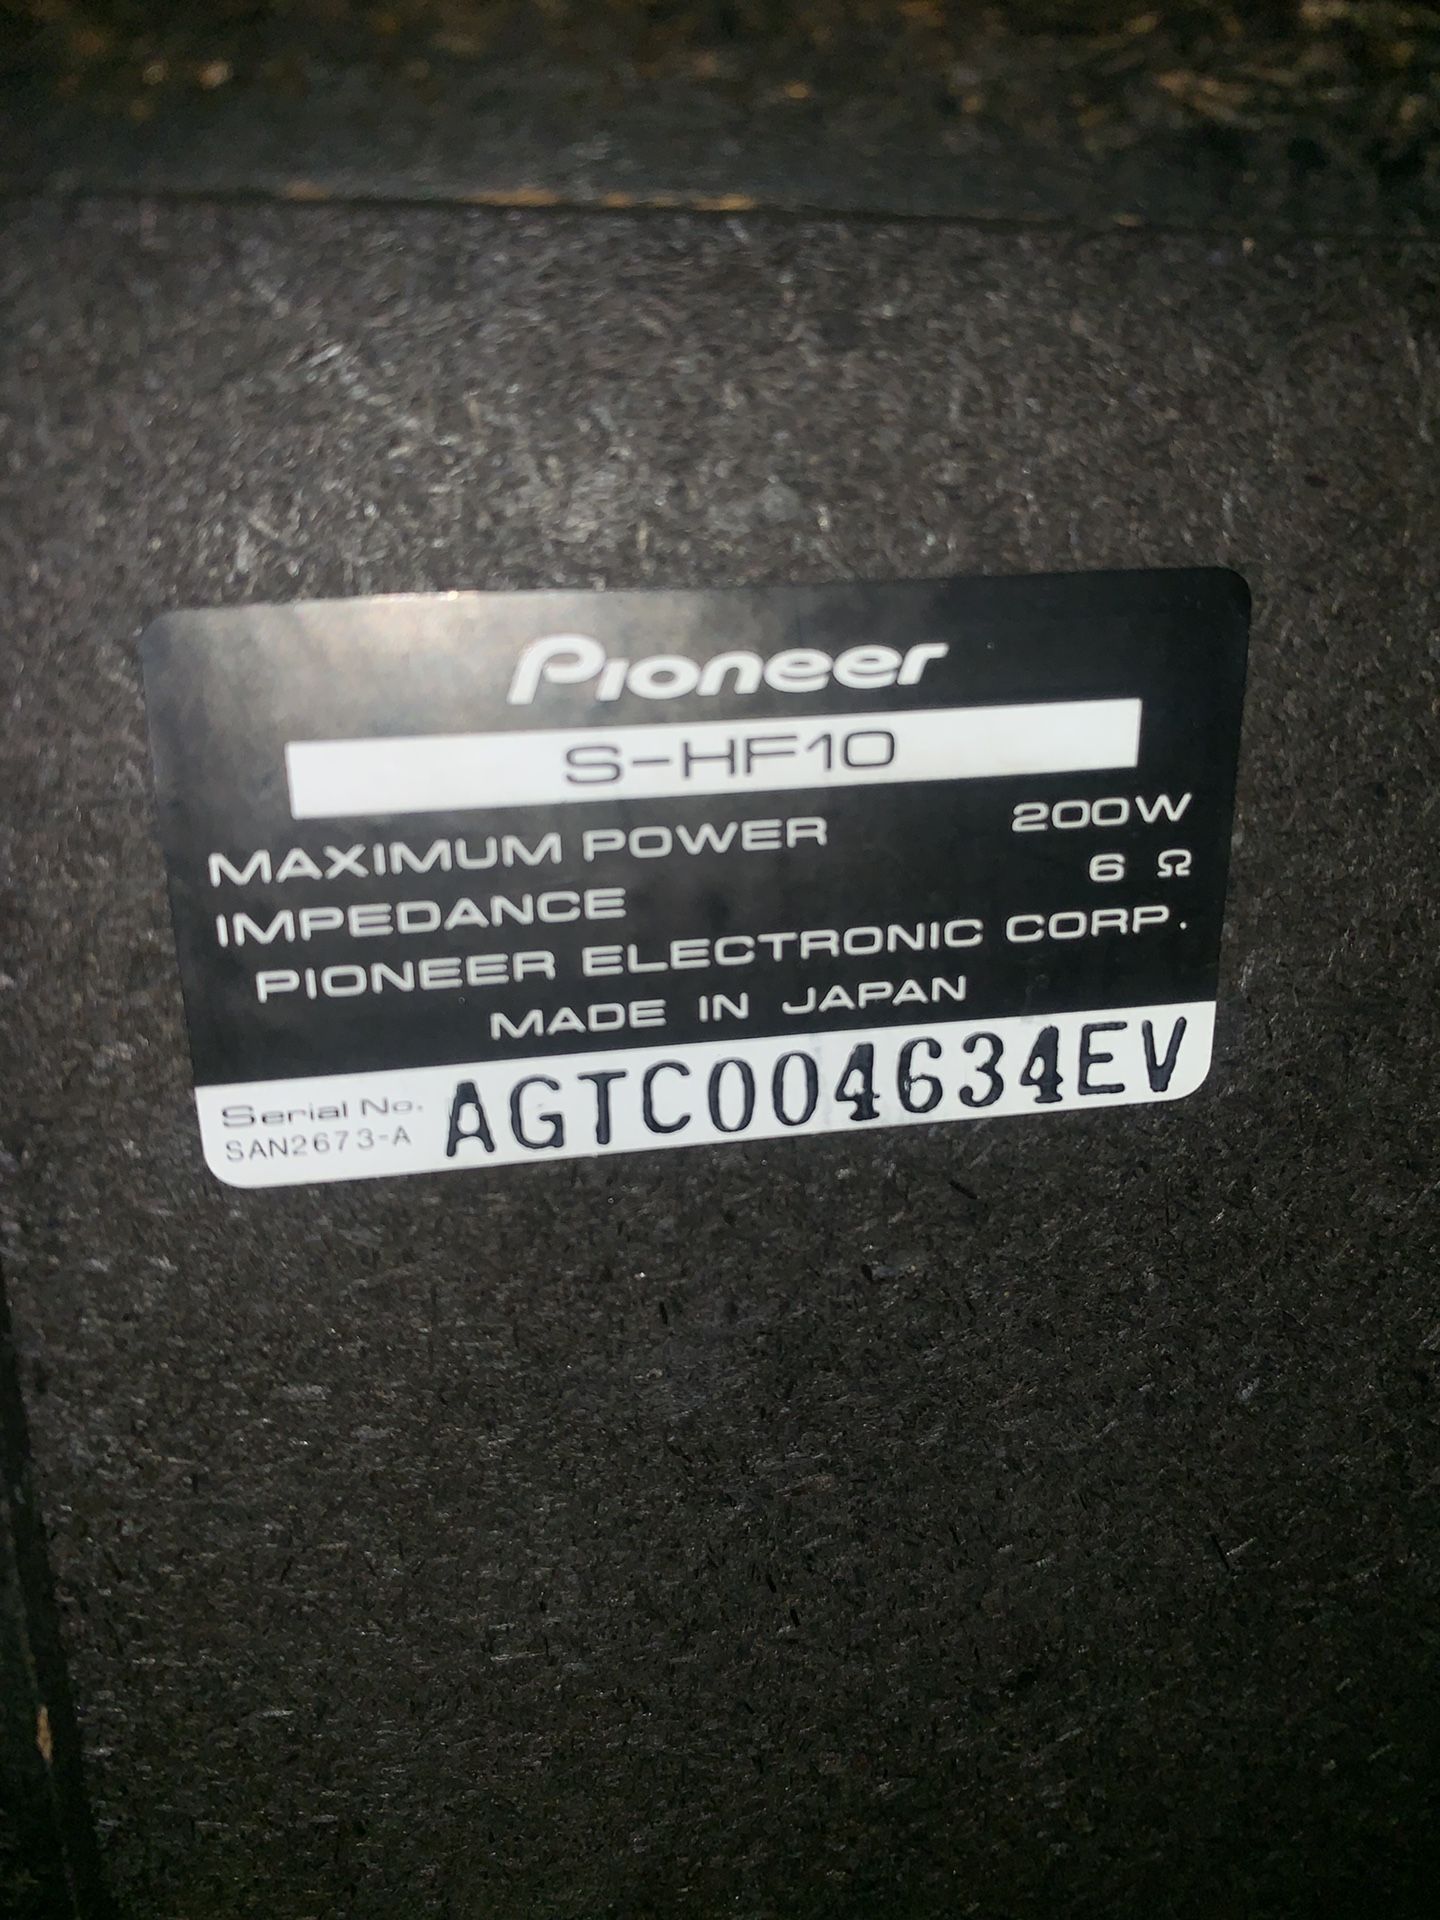 Pioneer
S-HF10
MAXIMUM POWER 200W
IMPEDANCE 6 Ω
PIONEER ELECTRONIC CORP.
MADE IN JAPAN
Serial No. AGTC004634EV
SAN2673-A